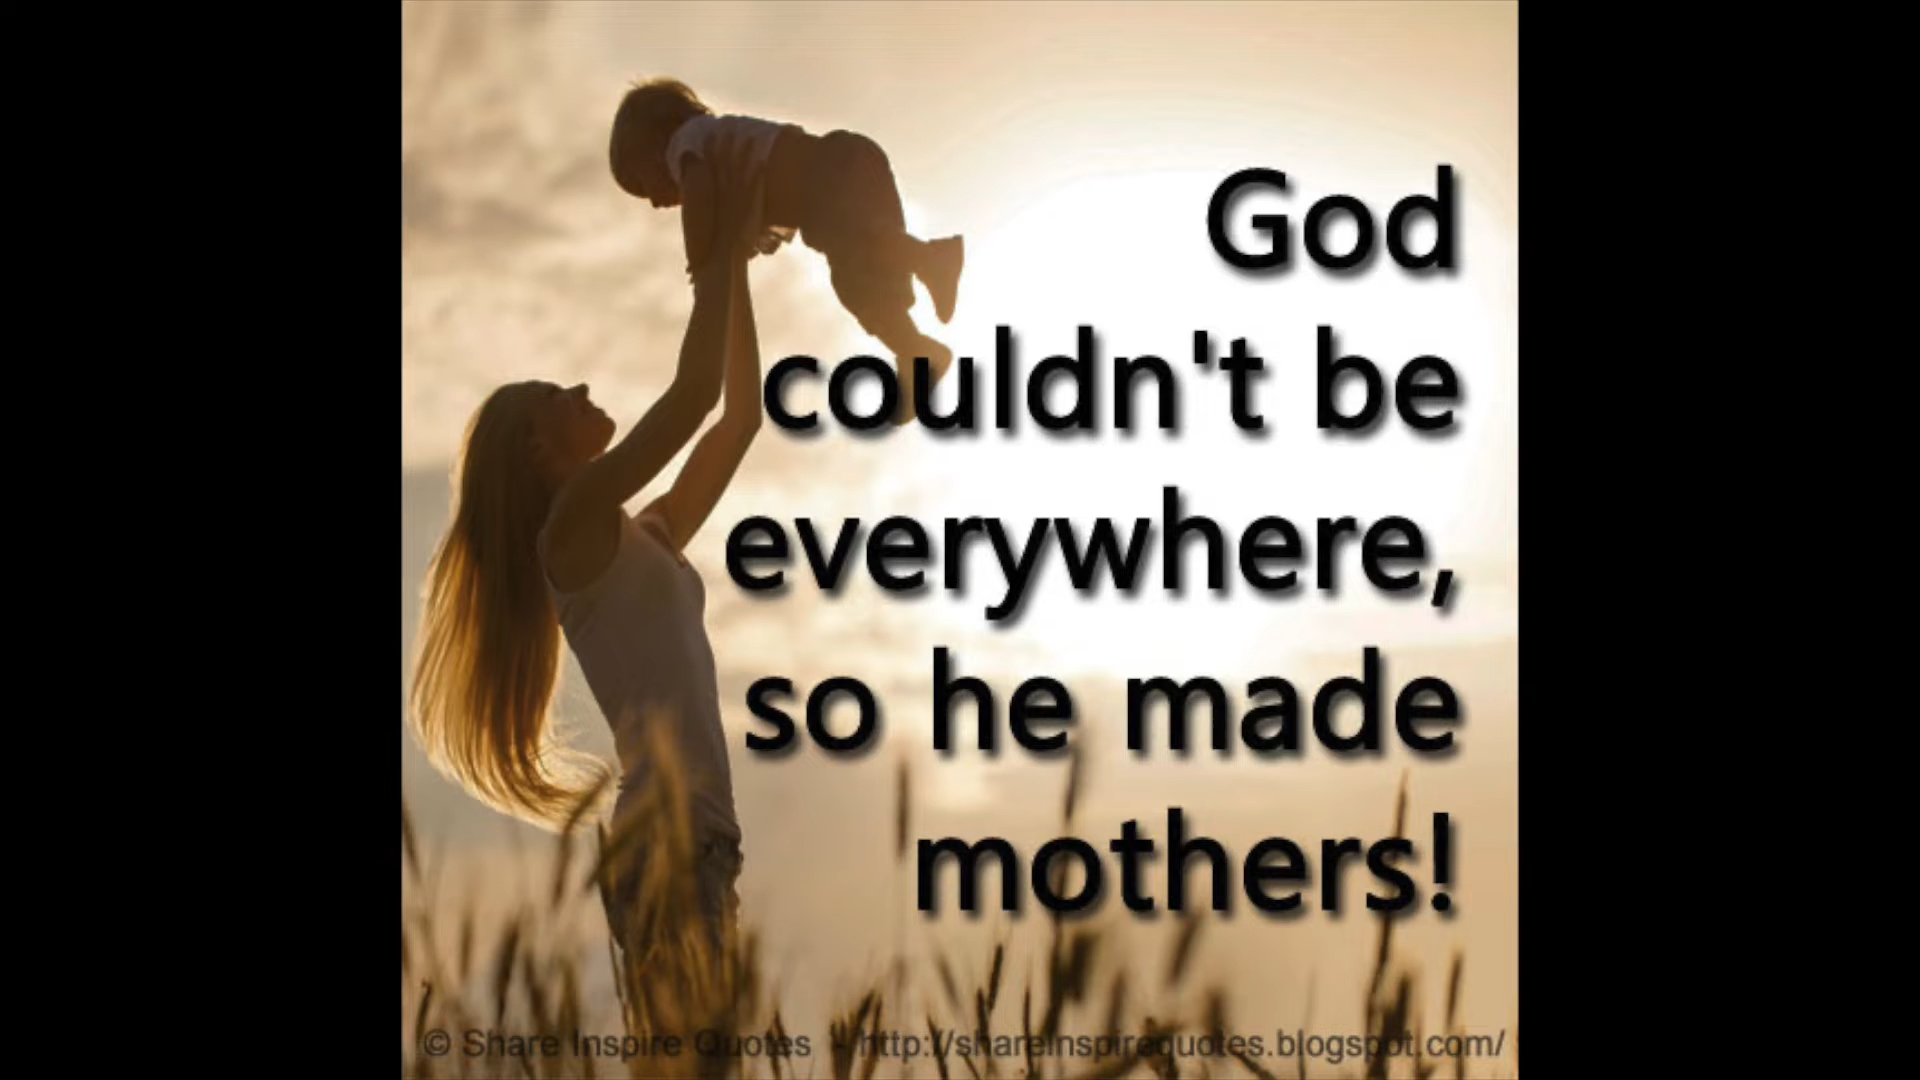 God
couldn't be
everywhere,
so he made
mothers!
© Share Inspire Quotes - http://shareinspirequotes.blogspot.com/